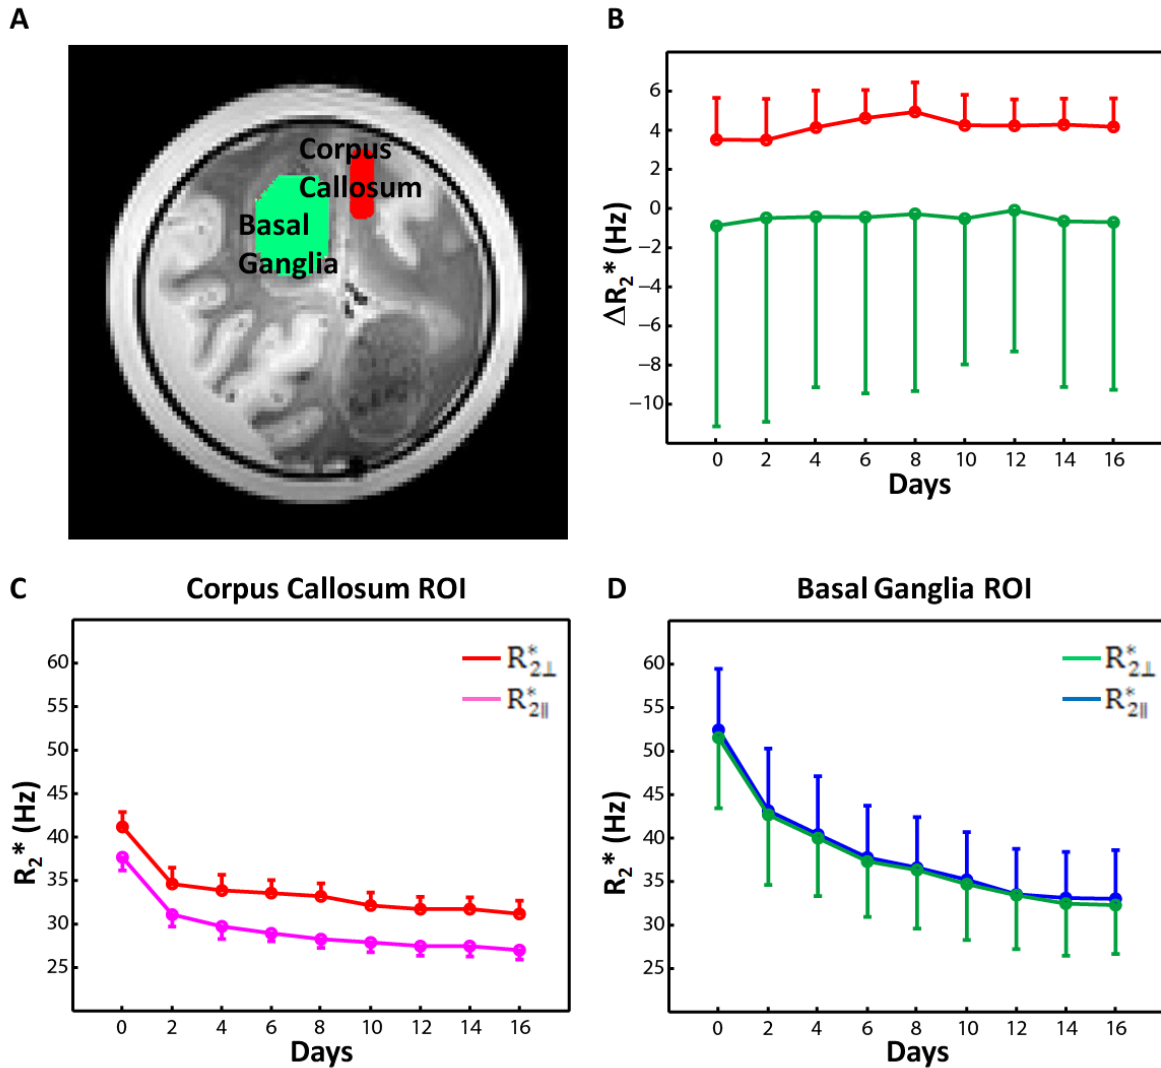 A
Corpus
Callosum
Basal
Ganglia
B
6
4
2
0
−2
−4
−6
−8
−10
ΔR₂* (Hz)
0 2 4 6 8 10 12 14 16
Days
C
Corpus Callosum ROI
R*2⊥
R*2∥
60
55
50
45
40
35
30
25
R₂* (Hz)
0 2 4 6 8 10 12 14 16
Days
D
Basal Ganglia ROI
R*2⊥
R*2∥
60
55
50
45
40
35
30
25
R₂* (Hz)
0 2 4 6 8 10 12 14 16
Days